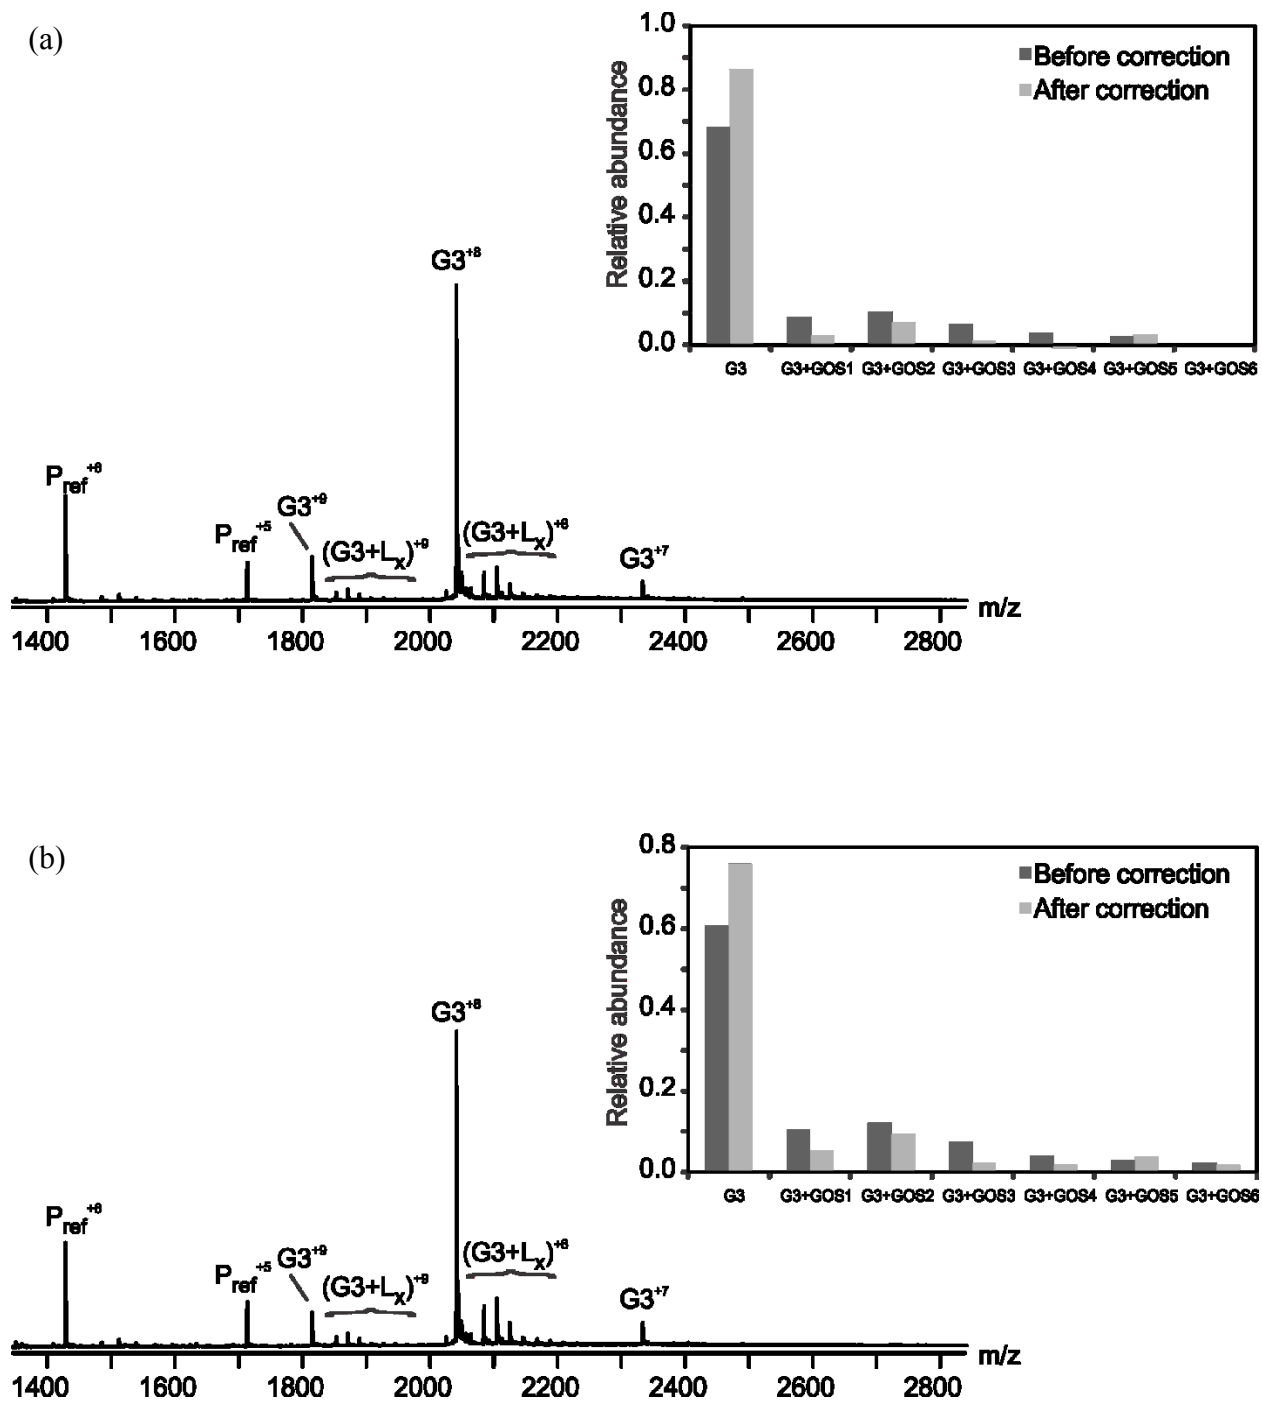 (a)
1.0
0.8
0.6
0.4
0.2
0.0
Relative abundance
Before correction
After correction
G3 G3+GOS1 G3+GOS2 G3+GOS3 G3+GOS4 G3+GOS5 G3+GOS6
G3+8
Pref+6
Pref+5
G3+9
(G3+Lx)+9
(G3+Lx)+8
G3+7
m/z
1400 1600 1800 2000 2200 2400 2600 2800
(b)
0.8
0.6
0.4
0.2
0.0
Relative abundance
Before correction
After correction
G3 G3+GOS1 G3+GOS2 G3+GOS3 G3+GOS4 G3+GOS5 G3+GOS6
G3+8
Pref+6
Pref+5
G3+9
(G3+Lx)+9
(G3+Lx)+8
G3+7
m/z
1400 1600 1800 2000 2200 2400 2600 2800